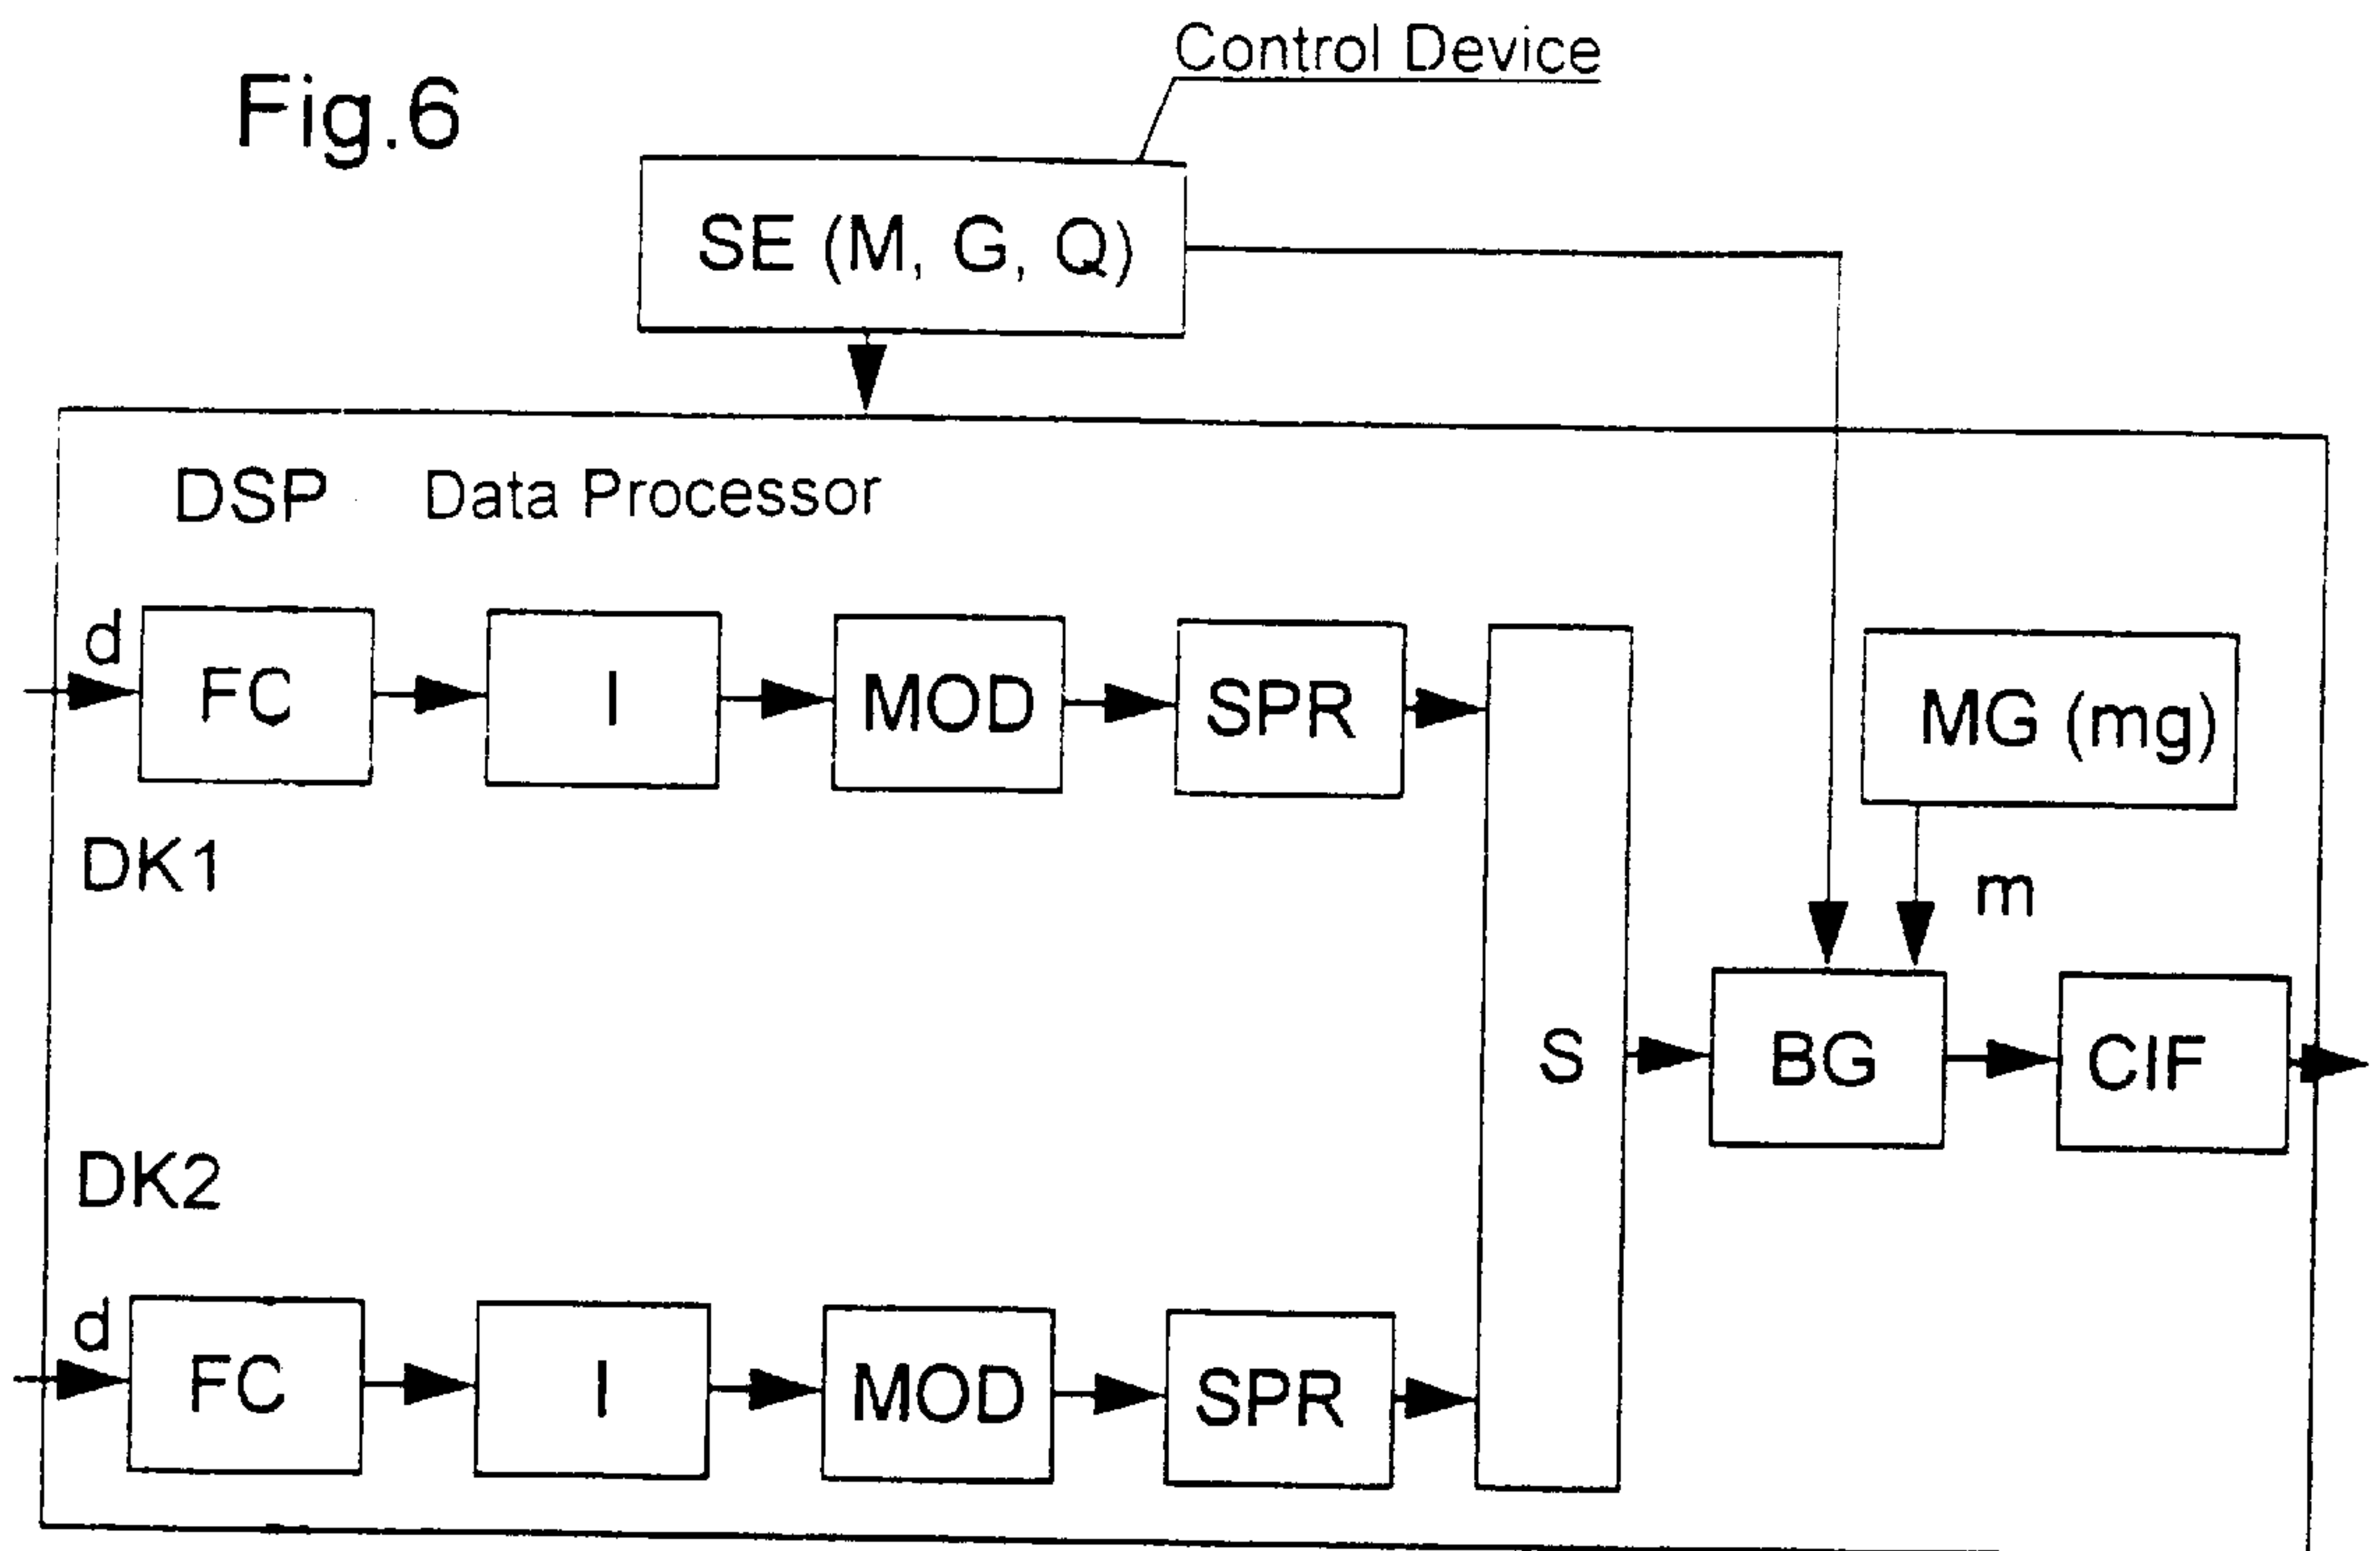 Control Device
Fig.6
SE (M, G, Q)
DSP Data Processor
d
FC
I
MOD
SPR
MG (mg)
DK1
m
S
BG
CIF
DK2
d
FC
I
MOD
SPR